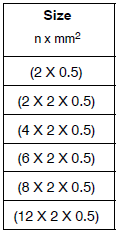 Size
n x mm²
(2 X 0.5)
(2 X 2 X 0.5)
(4 X 2 X 0.5)
(6 X 2 X 0.5)
(8 X 2 X 0.5)
(12 X 2 X 0.5)